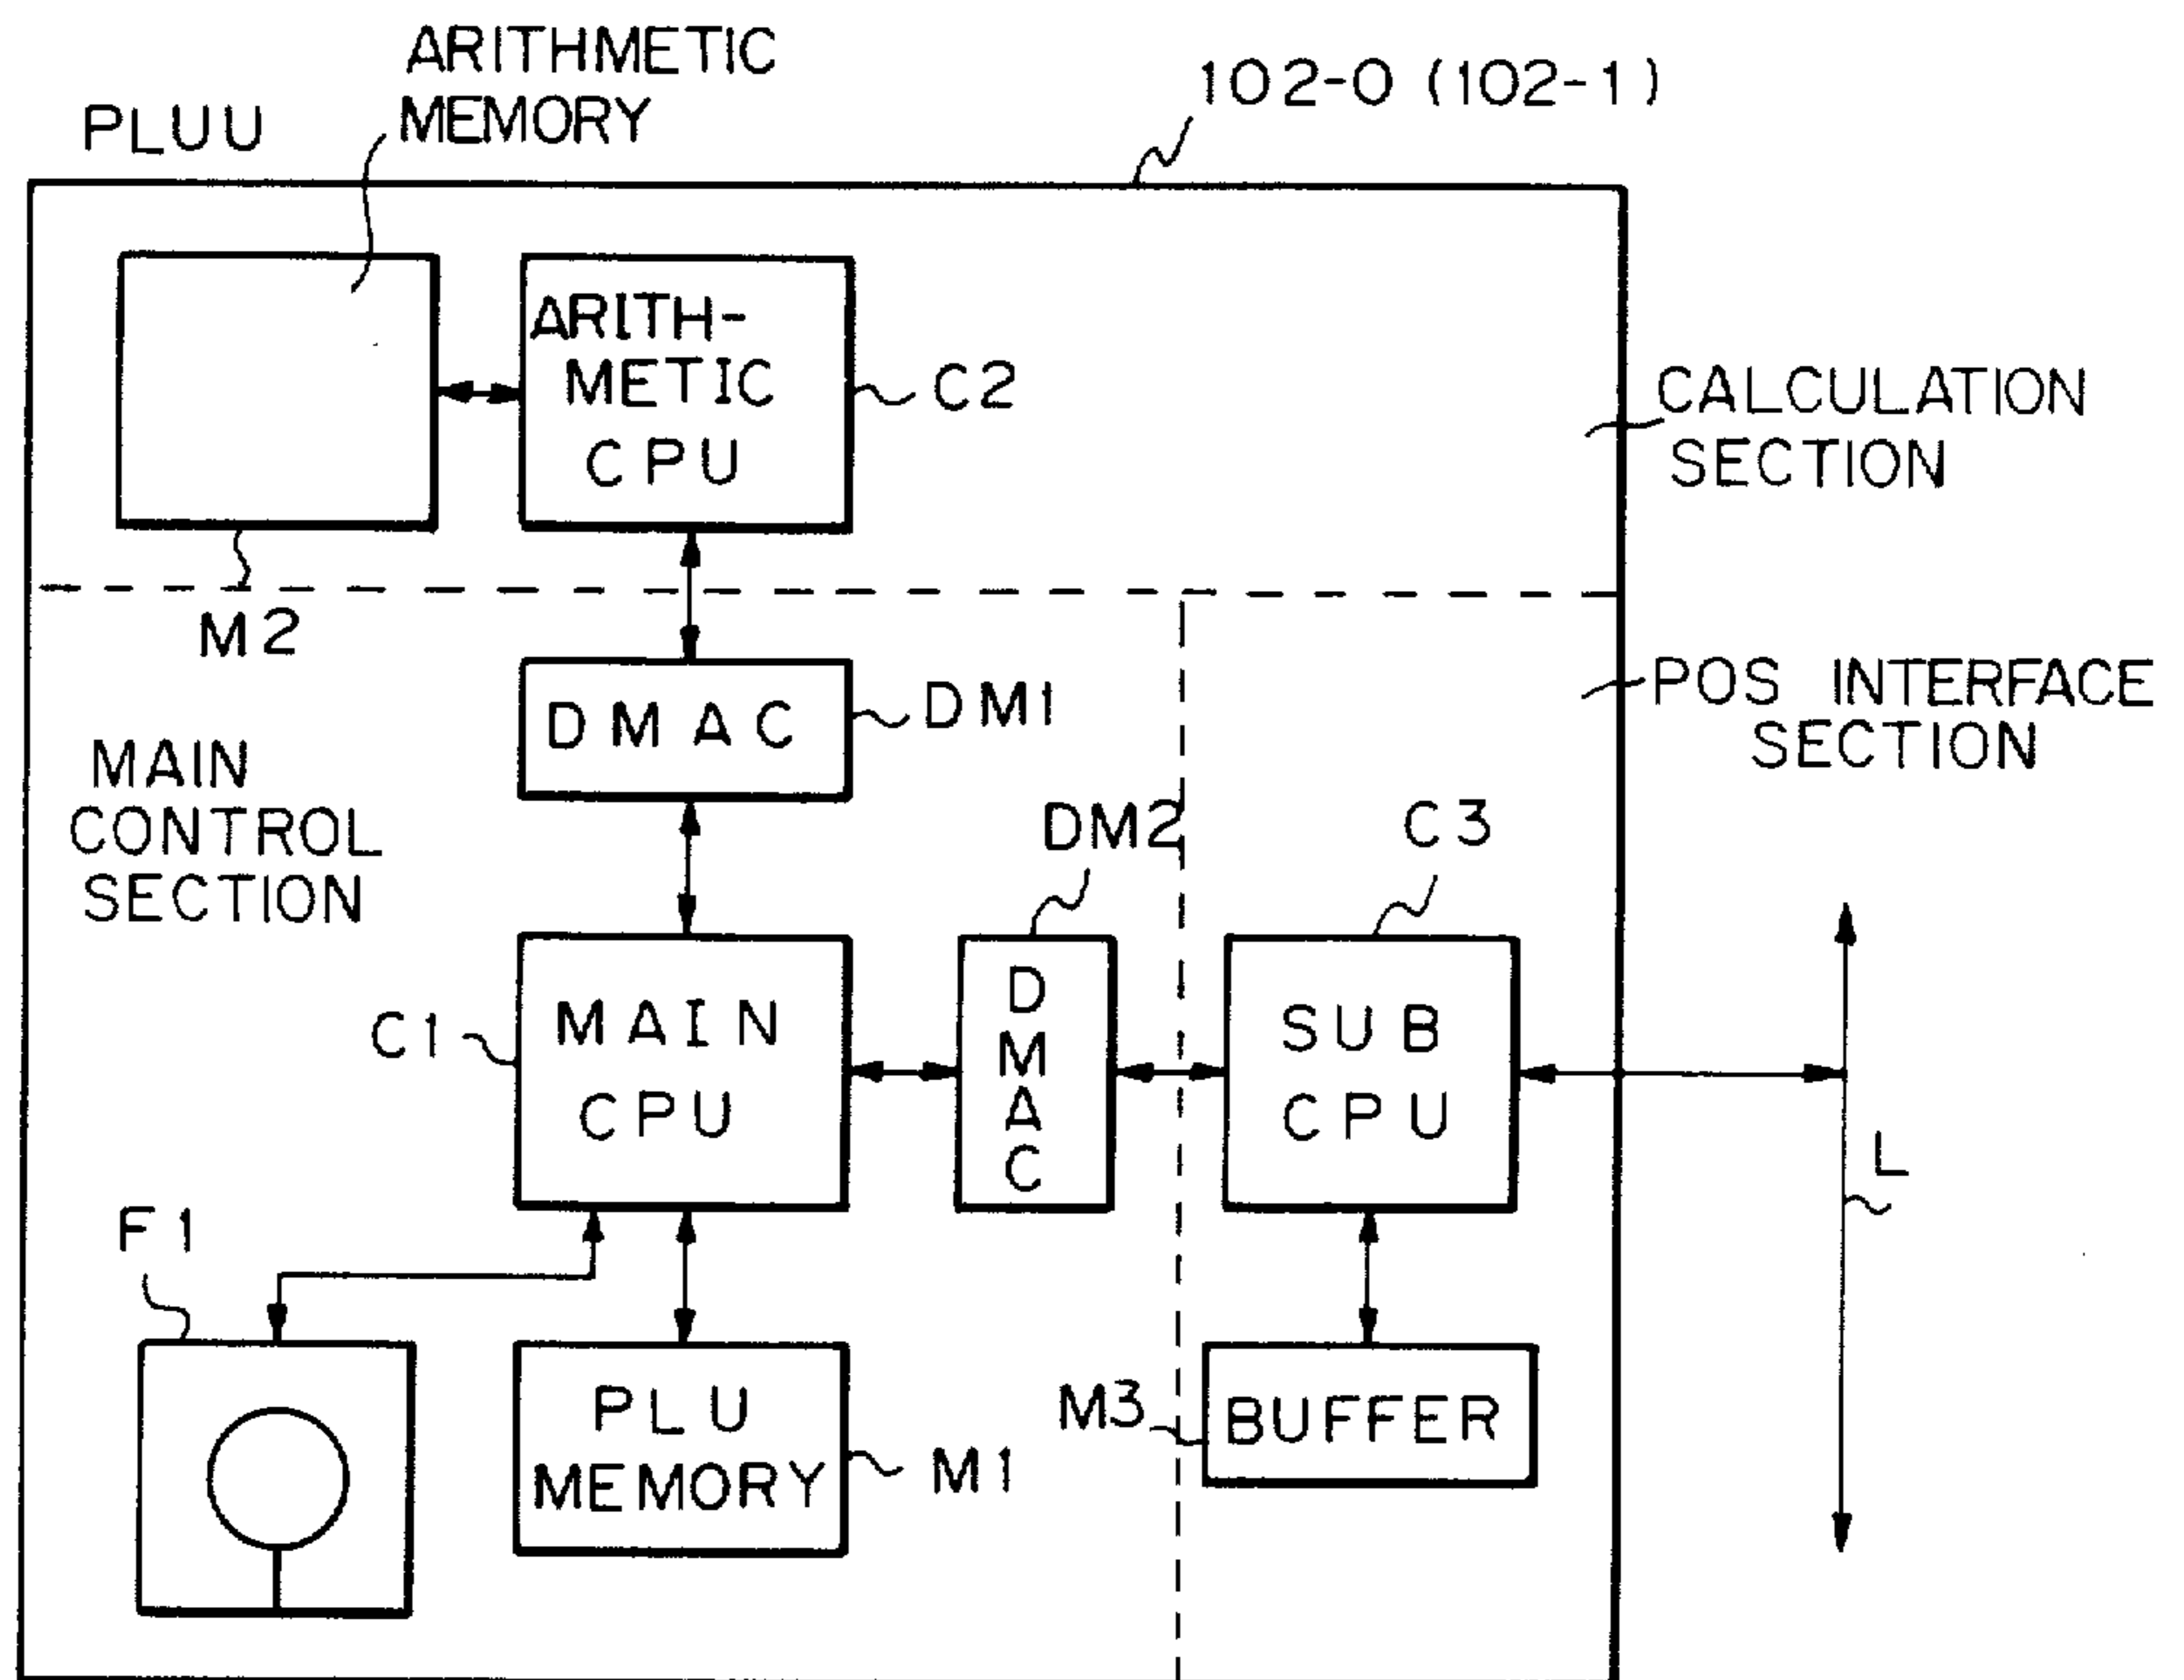 ARITHMETIC
MEMORY
PLUU
102-0 (102-1)
ARITH-
METIC
CPU
C2
CALCULATION
SECTION
M2
DMAC
DM1
POS INTERFACE
SECTION
MAIN
CONTROL
SECTION
DM2
C3
C1
MAIN
CPU
D
M
A
C
SUB
CPU
L
F1
PLU
MEMORY
M1
M3
BUFFER